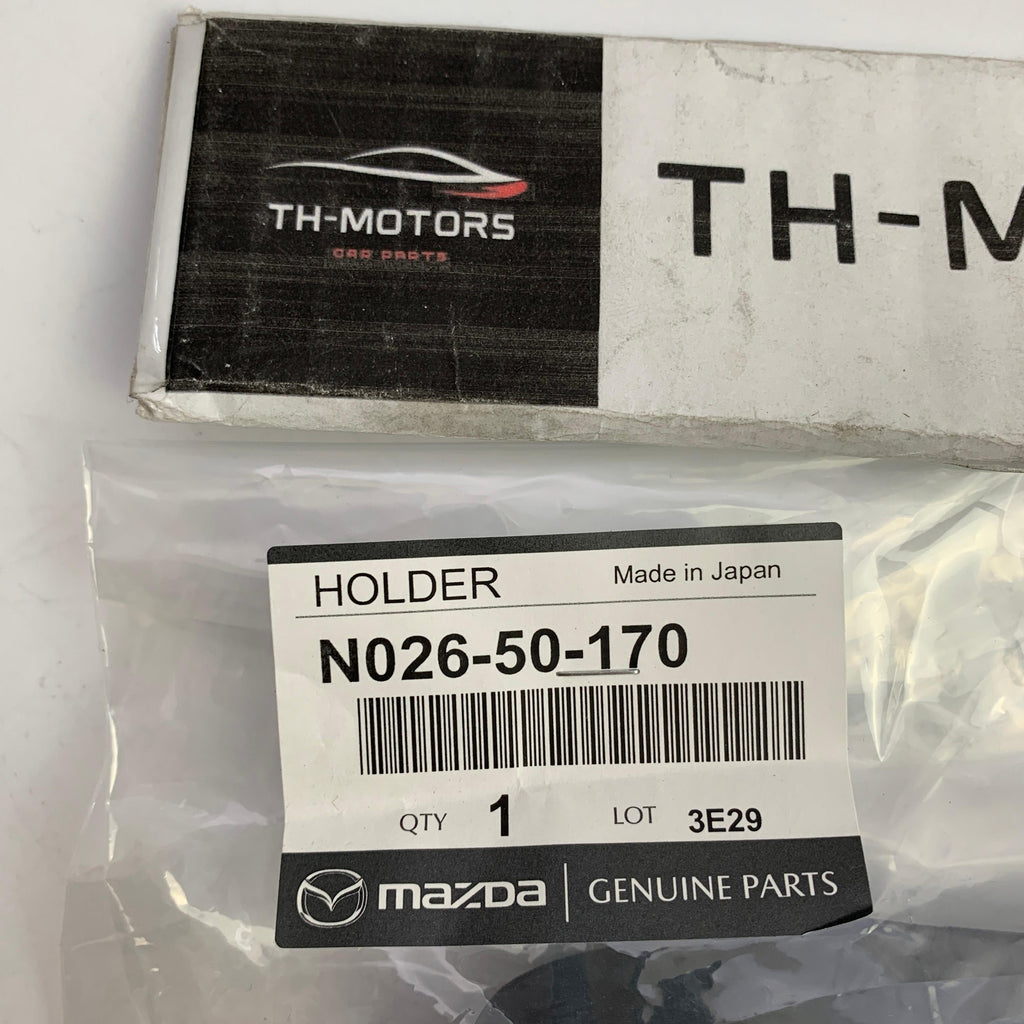 TH-MOTORS
CAR PARTS
TH-M
HOLDER
Made in Japan
N026-50-170
QTY 1 LOT 3E29
mazda GENUINE PARTS